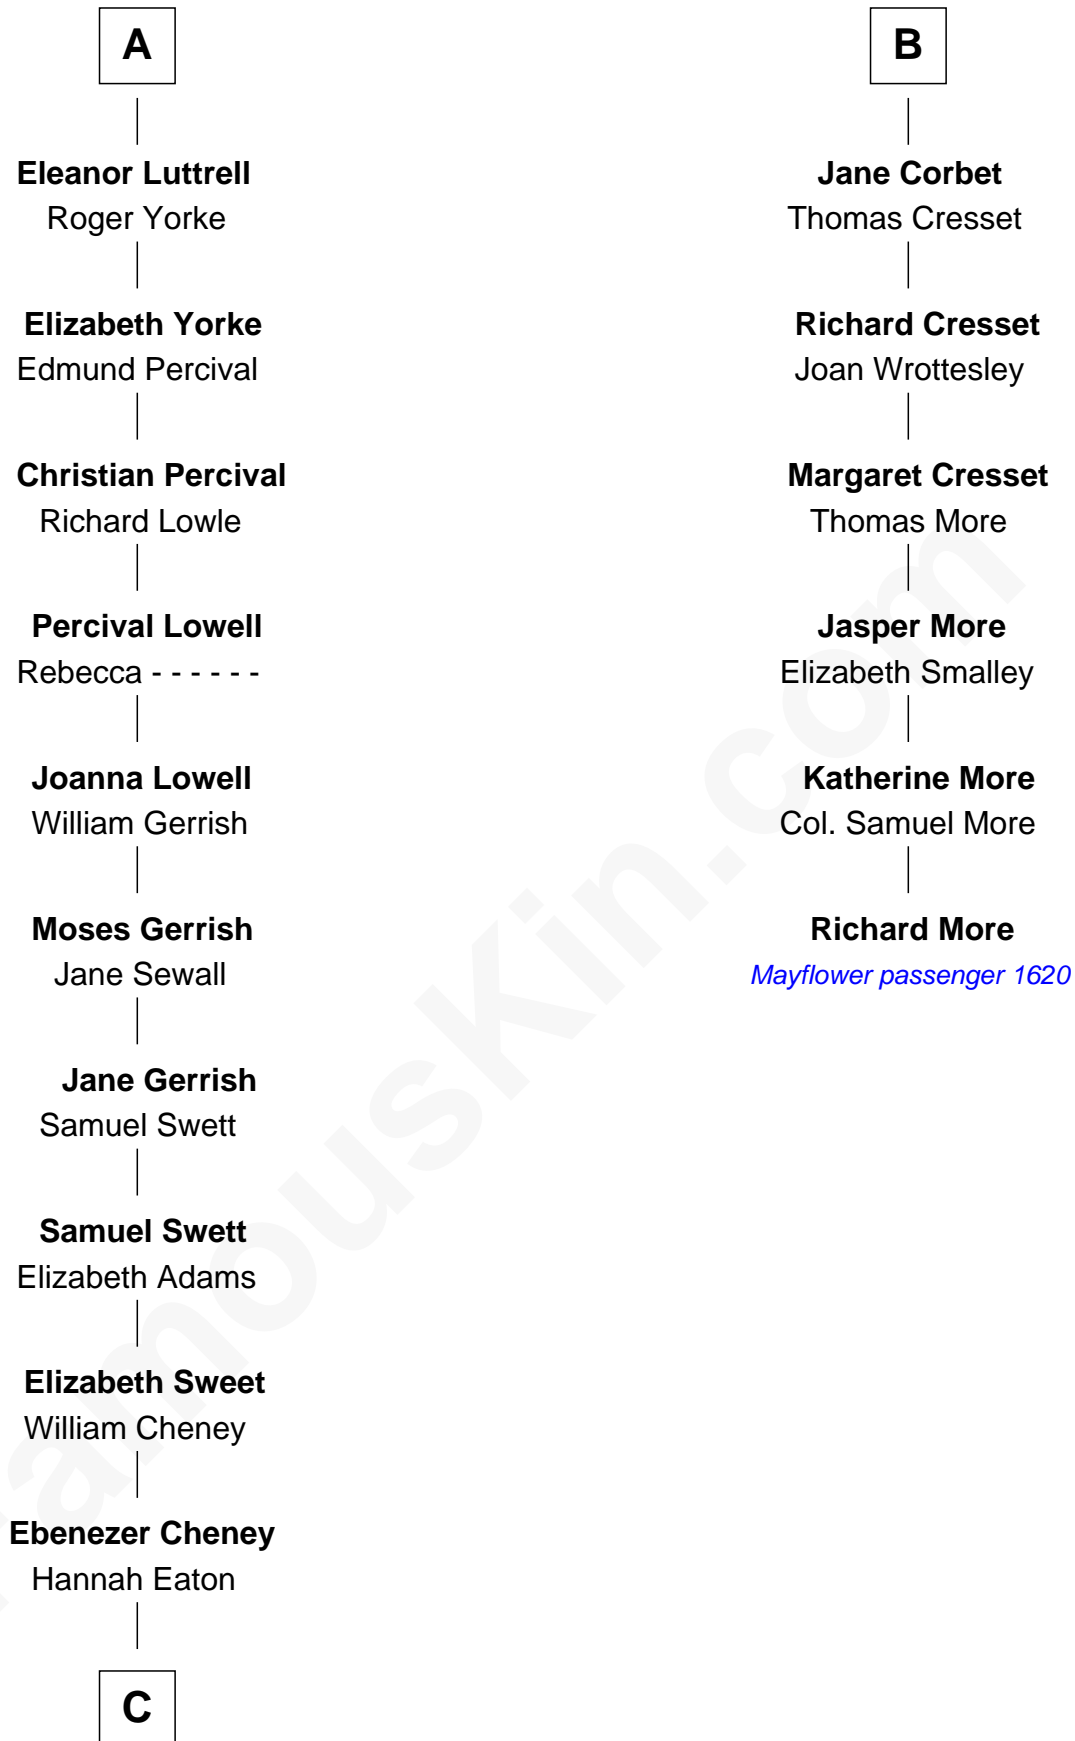 A
Eleanor Luttrell
Roger Yorke
Elizabeth Yorke
Edmund Percival
Christian Percival
Richard Lowle
Percival Lowell
Rebecca - - - - - -
Joanna Lowell
William Gerrish
Moses Gerrish
Jane Sewall
Jane Gerrish
Samuel Swett
Samuel Swett
Elizabeth Adams
Elizabeth Sweet
William Cheney
Ebenezer Cheney
Hannah Eaton
C
B
Jane Corbet
Thomas Cresset
Richard Cresset
Joan Wrottesley
Margaret Cresset
Thomas More
Jasper More
Elizabeth Smalley
Katherine More
Col. Samuel More
Richard More
Mayflower passenger 1620
FamousKin.com